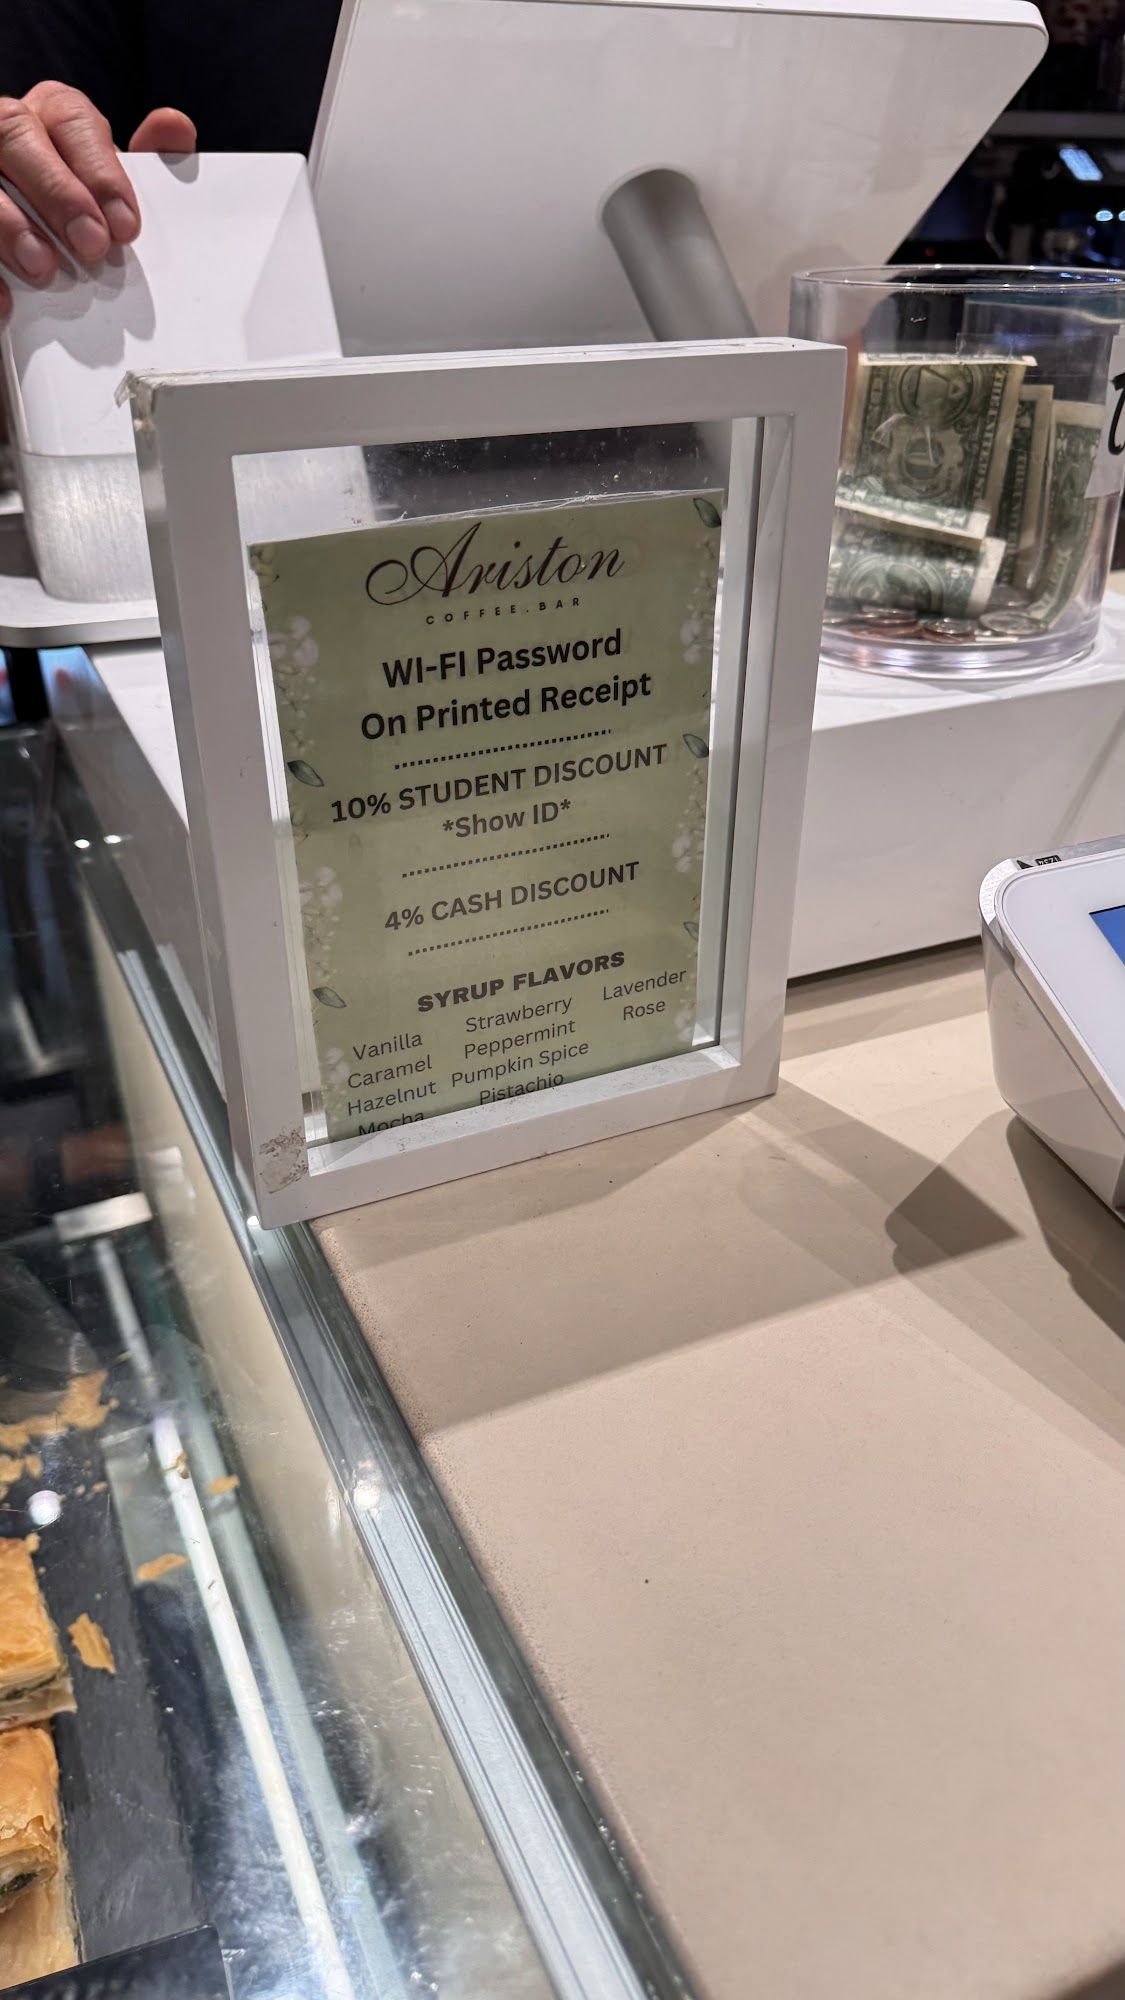 Ariston
COFFEE.BAR
WI-FI Password
On Printed Receipt
10% STUDENT DISCOUNT
*Show ID*
4% CASH DISCOUNT
SYRUP FLAVORS
Vanilla
Caramel
Hazelnut
Mocha
Strawberry
Peppermint
Pumpkin Spice
Pistachio
Lavender
Rose